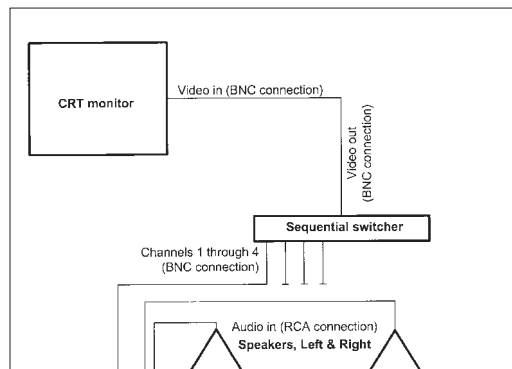 CRT monitor
Video in (BNC connection)
Video out
(BNC connection)
Sequential switcher
Channels 1 through 4
(BNC connection)
Audio in (RCA connection)
Speakers, Left & Right